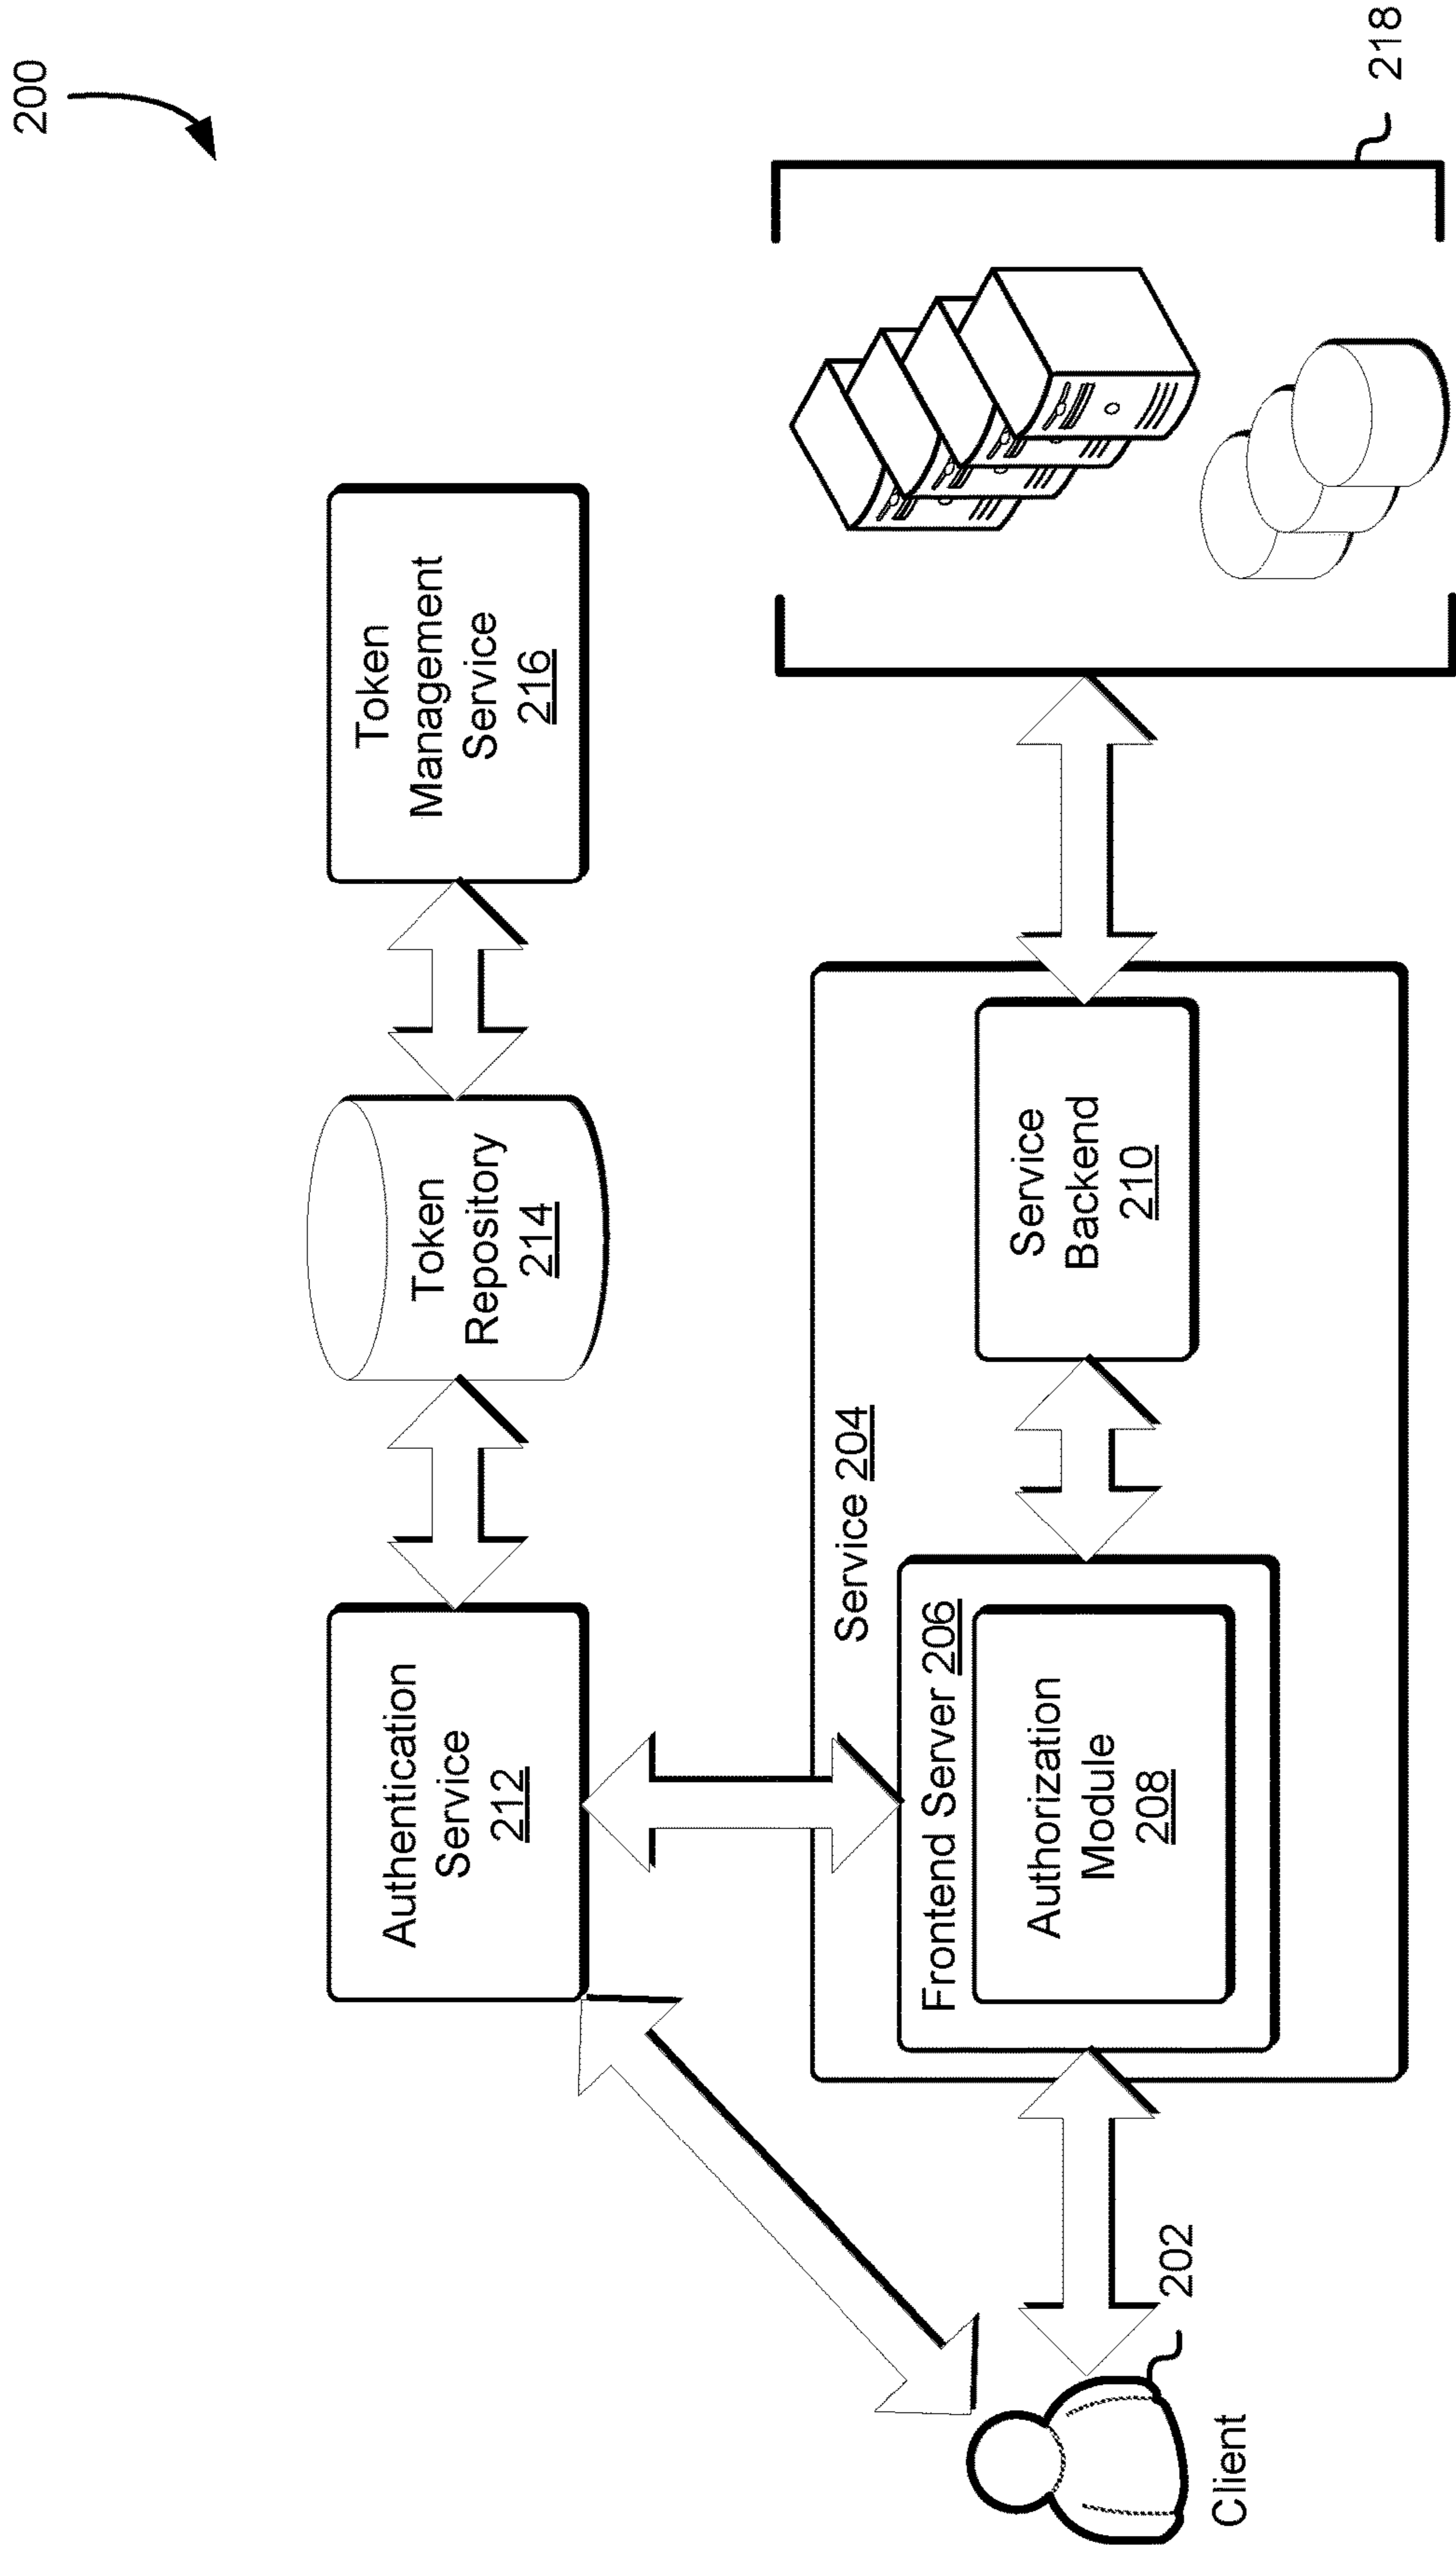 200
Token
Management
Service
216
Token
Repository
214
Authentication
Service
212
218
Service 204
Service
Backend
210
Frontend Server 206
Authorization
Module
208
202
Client